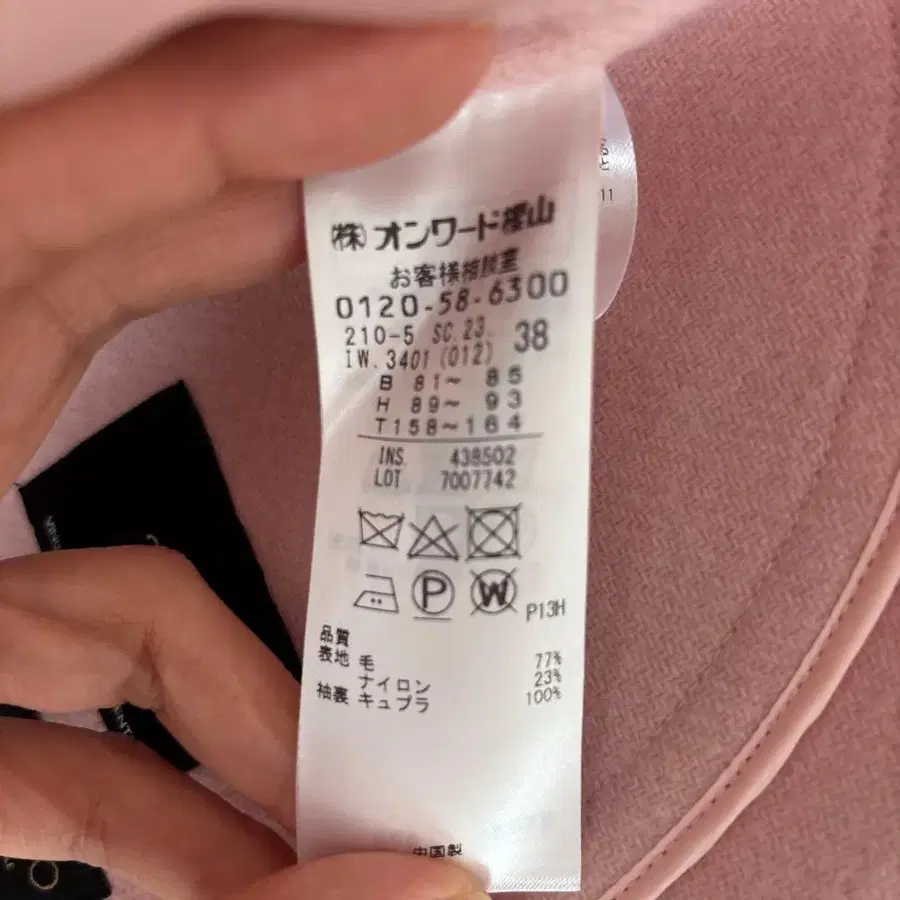 ㈱オンワード樫山
お客様相談室
0120-58-6300
210-5 SC.23. 38
IW.3401(012)
B 81～ 85
H 89～ 93
T158～164
INS. 438502
LOT 7007742
P W
P13H
品質
表地 毛 77%
ナイロン 23%
袖裏 キュプラ 100%
中国製
11